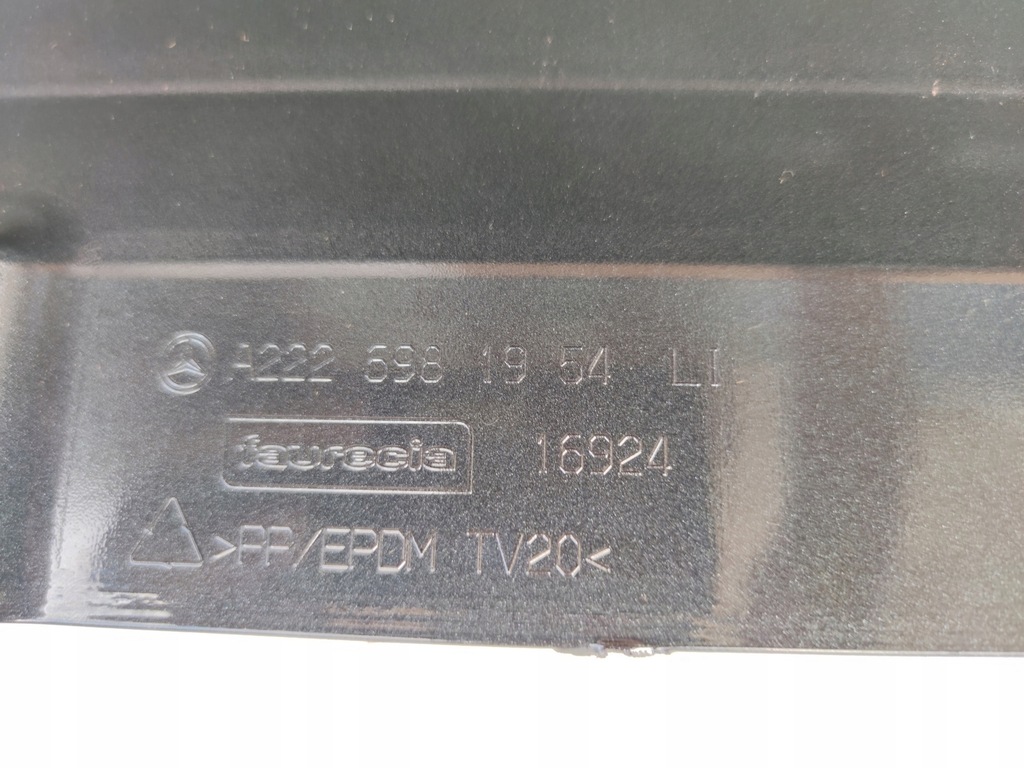 A222 698 19 54 LI
faurecia 16924
>PP/EPDM TV20<